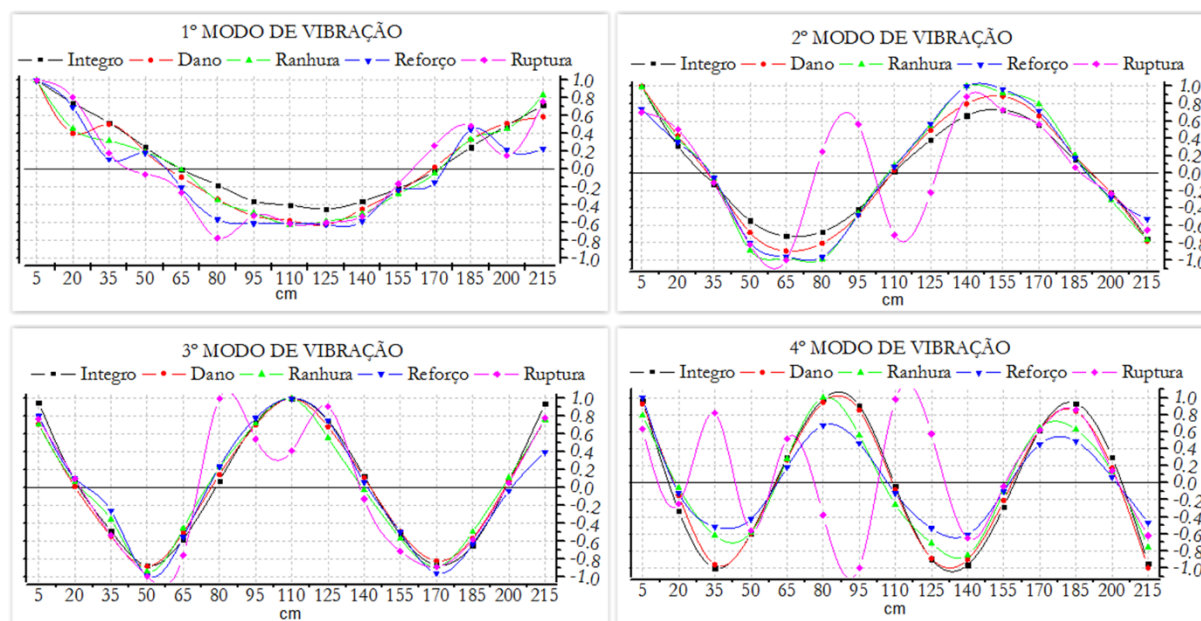 1º MODO DE VIBRAÇÃO
Integro Dano Ranhura Reforço Ruptura
1,0
0,8
0,6
0,4
0,2
0,0
-0,2
-0,4
-0,6
-0,8
-1,0
5 20 35 50 65 80 95 110 125 140 155 170 185 200 215
cm
2º MODO DE VIBRAÇÃO
Integro Dano Ranhura Reforço Ruptura
1,0
0,8
0,6
0,4
0,2
0,0
-0,2
-0,4
-0,6
-0,8
-1,0
5 20 35 50 65 80 95 110 125 140 155 170 185 200 215
cm
3º MODO DE VIBRAÇÃO
Integro Dano Ranhura Reforço Ruptura
1,0
0,8
0,6
0,4
0,2
0,0
-0,2
-0,4
-0,6
-0,8
-1,0
5 20 35 50 65 80 95 110 125 140 155 170 185 200 215
cm
4º MODO DE VIBRAÇÃO
Integro Dano Ranhura Reforço Ruptura
1,0
0,8
0,6
0,4
0,2
0,0
-0,2
-0,4
-0,6
-0,8
-1,0
5 20 35 50 65 80 95 110 125 140 155 170 185 200 215
cm